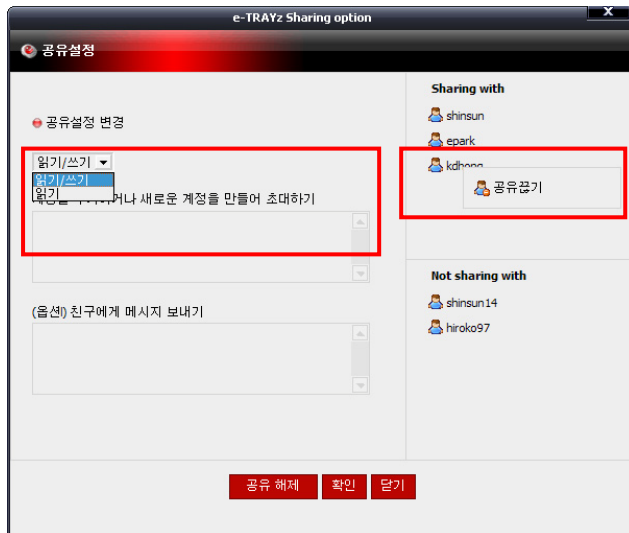 e-TRAYz Sharing option
X
공유설정
공유설정 변경
읽기/쓰기
읽기/쓰기
읽기
새로운 계정을 만들어 초대하기
(옵션) 친구에게 메시지 보내기
Sharing with
shinsun
epark
kdhong
공유끊기
Not sharing with
shinsun14
hiroko97
공유 해제
확인
닫기